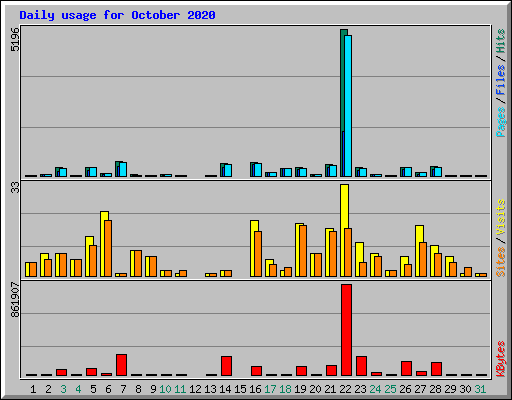 Daily usage for October 2020
5196
Pages / Files / Hits
33
Sites / Visits
861907
KBytes
1 2 3 4 5 6 7 8 9 10 11 12 13 14 15 16 17 18 19 20 21 22 23 24 25 26 27 28 29 30 31